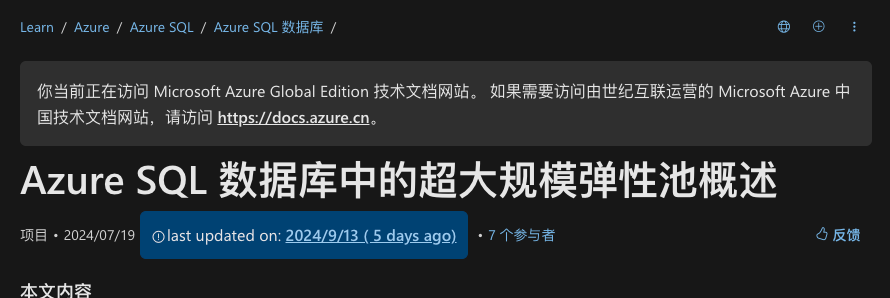 Learn / Azure / Azure SQL / Azure SQL 数据库 /
你当前正在访问 Microsoft Azure Global Edition 技术文档网站。 如果需要访问由世纪互联运营的 Microsoft Azure 中
国技术文档网站，请访问 https://docs.azure.cn。
Azure SQL 数据库中的超大规模弹性池概述
项目 • 2024/07/19 last updated on: 2024/9/13 ( 5 days ago) • 7 个参与者 反馈
本文内容